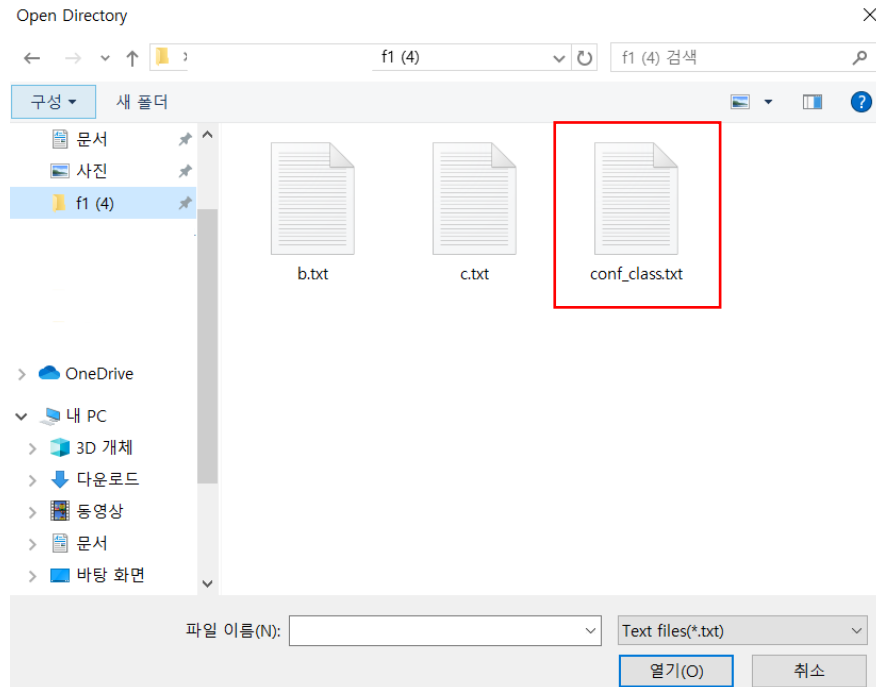 Open Directory
f1 (4)
f1 (4) 검색
구성
새 폴더
문서
사진
f1 (4)
OneDrive
내 PC
3D 개체
다운로드
동영상
문서
바탕 화면
b.txt
c.txt
conf_class.txt
파일 이름(N):
Text files(*.txt)
열기(O)
취소